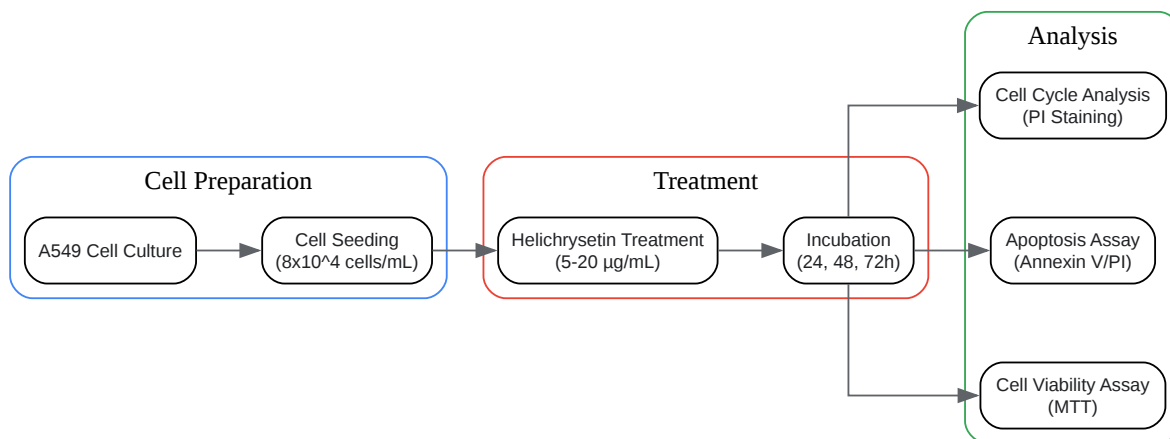 Cell Preparation
A549 Cell Culture
Cell Seeding
(8x10^4 cells/mL)
Treatment
Helichrysetin Treatment
(5-20 µg/mL)
Incubation
(24, 48, 72h)
Analysis
Cell Cycle Analysis
(PI Staining)
Apoptosis Assay
(Annexin V/PI)
Cell Viability Assay
(MTT)